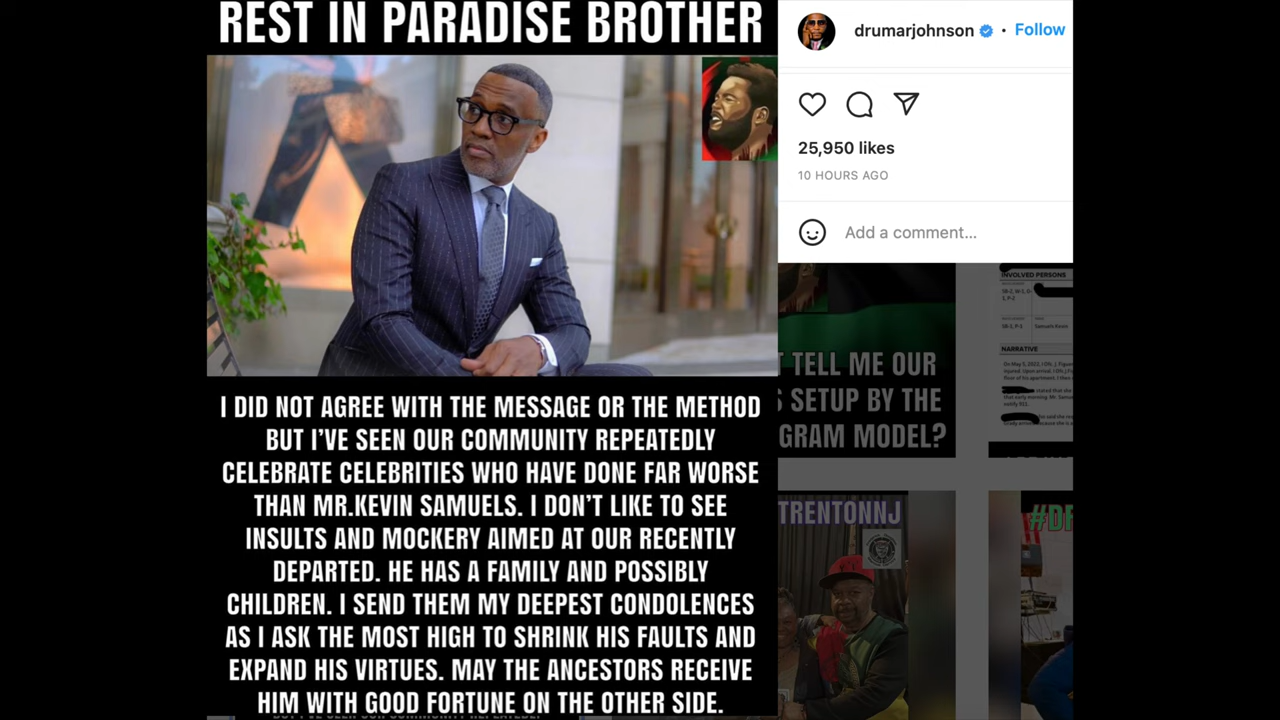 REST IN PARADISE BROTHER
I DID NOT AGREE WITH THE MESSAGE OR THE METHOD
BUT I'VE SEEN OUR COMMUNITY REPEATEDLY
CELEBRATE CELEBRITIES WHO HAVE DONE FAR WORSE
THAN MR.KEVIN SAMUELS. I DON'T LIKE TO SEE
INSULTS AND MOCKERY AIMED AT OUR RECENTLY
DEPARTED. HE HAS A FAMILY AND POSSIBLY
CHILDREN. I SEND THEM MY DEEPEST CONDOLENCES
AS I ASK THE MOST HIGH TO SHRINK HIS FAULTS AND
EXPAND HIS VIRTUES. MAY THE ANCESTORS RECEIVE
HIM WITH GOOD FORTUNE ON THE OTHER SIDE.
drumarjohnson • Follow
25,950 likes
10 HOURS AGO
Add a comment...
TELL ME OUR
SETUP BY THE
GRAM MODEL?
INVOLVED PERSONS
NARRATIVE
TRENTONNJ